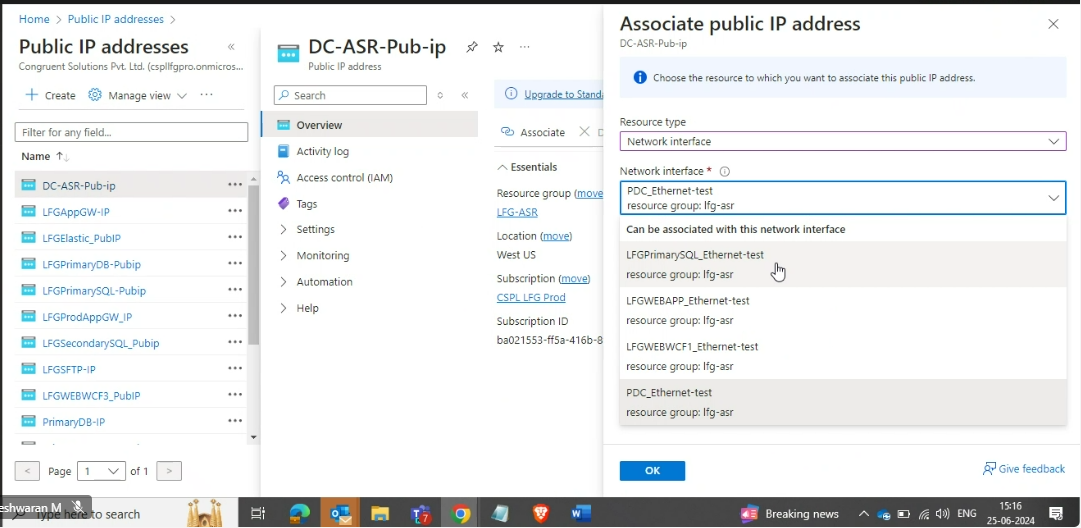 Home > Public IP addresses >
Public IP addresses «
Congruent Solutions Pvt. Ltd. (csplfgpro.onmicros...
+ Create Manage view ...
Filter for any field...
Name ↑↓
DC-ASR-Pub-ip ...
LFGAppGW-IP ...
LFGElastic_PubIP ...
LFGPrimaryDB-Pubip ...
LFGPrimarySQL-Pubip ...
LFGProdAppGW_IP ...
LFGSecondarySQL_Pubip ...
LFGSFTP-IP ...
LFGWEBWCF3_PubIP ...
PrimaryDB-IP ...
< Page 1 of 1 >
DC-ASR-Pub-ip ...
Public IP address
Search «
Overview
Activity log
Access control (IAM)
Tags
> Settings
> Monitoring
> Automation
> Help
Upgrade to Standa
Associate
Essentials
Resource group (move
LFG-ASR
Location (move)
West US
Subscription (move)
CSPL LFG Prod
Subscription ID
ba021553-ff5a-416b-8
Associate public IP address
DC-ASR-Pub-ip
Choose the resource to which you want to associate this public IP address.
Resource type
Network interface
Network interface *
PDC_Ethernet-test
resource group: lfg-asr
Can be associated with this network interface
LFGPrimarySQL_Ethernet-test
resource group: lfg-asr
LFGWEBAPP_Ethernet-test
resource group: lfg-asr
LFGWEBWCF1_Ethernet-test
resource group: lfg-asr
PDC_Ethernet-test
resource group: lfg-asr
OK
Give feedback
eshwaran M
Type here to search
Breaking news
ENG
15:16
25-06-2024